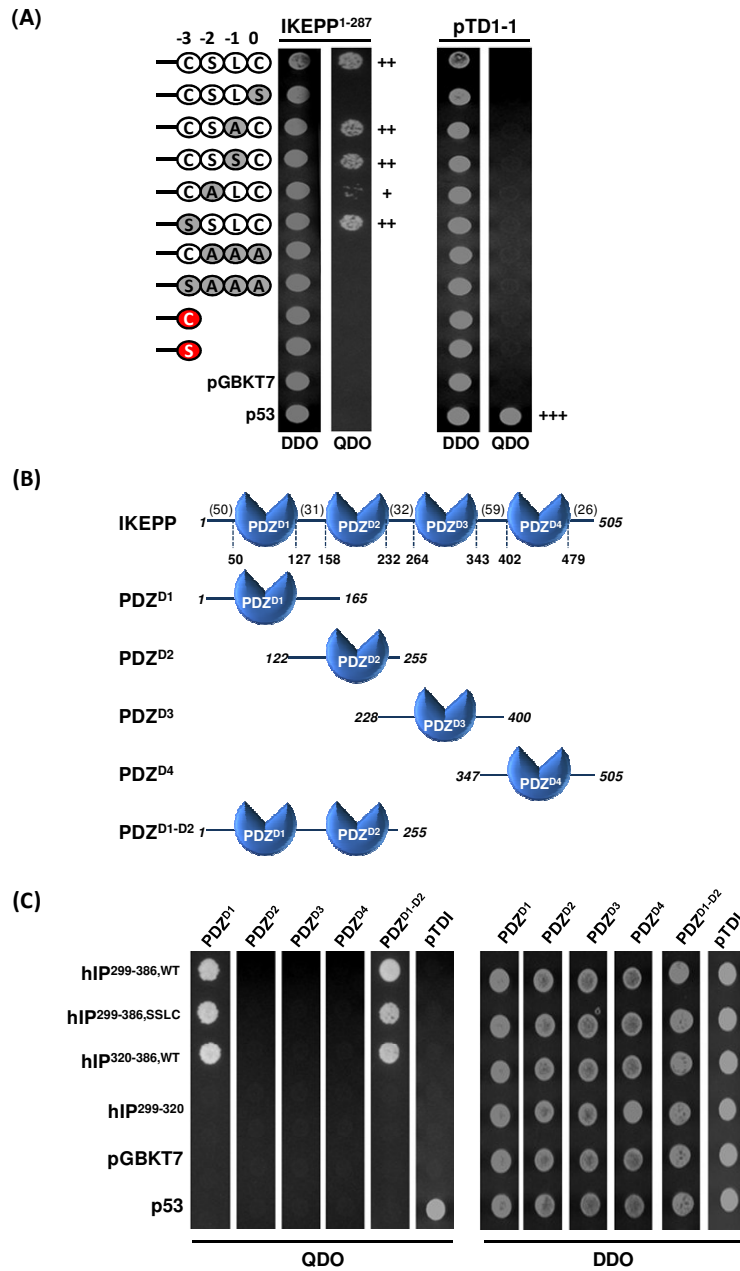 (A)
IKEPP1-287 pTD1-1
-3 -2 -1 0
C S L C ++
C S L S
C S A C ++
C S S C ++
C A L C +
S S L C ++
C A A A
S A A A
C
S
pGBKT7
p53 +++
DDO QDO DDO QDO
(B)
IKEPP 1 (50) PDZD1 (31) PDZD2 (32) PDZD3 (59) PDZD4 (26) 505
50 127 158 232 264 343 402 479
PDZD1 1 PDZD1 165
PDZD2 122 PDZD2 255
PDZD3 228 PDZD3 400
PDZD4 347 PDZD4 505
PDZD1-D2 1 PDZD1 PDZD2 255
(C)
PDZD1 PDZD2 PDZD3 PDZD4 PDZD1-D2 pTDI PDZD1 PDZD2 PDZD3 PDZD4 PDZD1-D2 pTDI
hIP299-386,WT
hIP299-386,SSLC
hIP320-386,WT
hIP299-320
pGBKT7
p53
QDO DDO